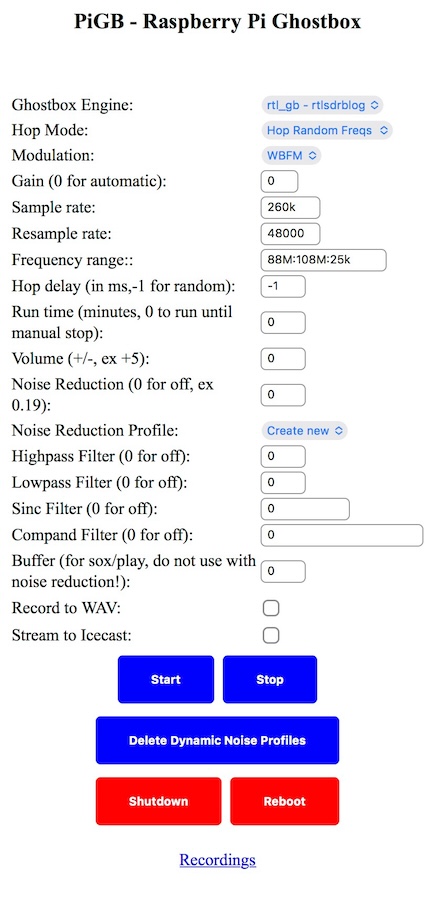 PiGB - Raspberry Pi Ghostbox
Ghostbox Engine: rtl_gb - rtlsdrblog
Hop Mode: Hop Random Freqs
Modulation: WBFM
Gain (0 for automatic): 0
Sample rate: 260k
Resample rate: 48000
Frequency range:: 88M:108M:25k
Hop delay (in ms,-1 for random): -1
Run time (minutes, 0 to run until
manual stop): 0
Volume (+/-, ex +5): 0
Noise Reduction (0 for off, ex
0.19): 0
Noise Reduction Profile: Create new
Highpass Filter (0 for off): 0
Lowpass Filter (0 for off): 0
Sinc Filter (0 for off): 0
Compand Filter (0 for off): 0
Buffer (for sox/play, do not use with
noise reduction!): 0
Record to WAV:
Stream to Icecast:
Start Stop
Delete Dynamic Noise Profiles
Shutdown Reboot
Recordings